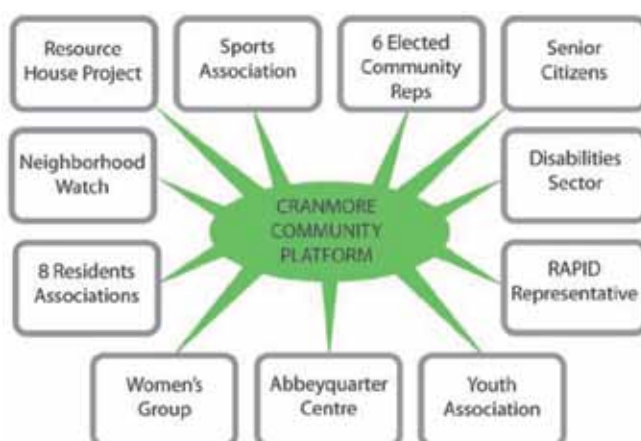 Resource
House Project
Sports
Association
6 Elected
Community
Reps
Senior
Citizens
Neighborhood
Watch
CRANMORE
COMMUNITY
PLATFORM
Disabilities
Sector
8 Residents
Associations
RAPID
Representative
Women's
Group
Abbeyquarter
Centre
Youth
Association